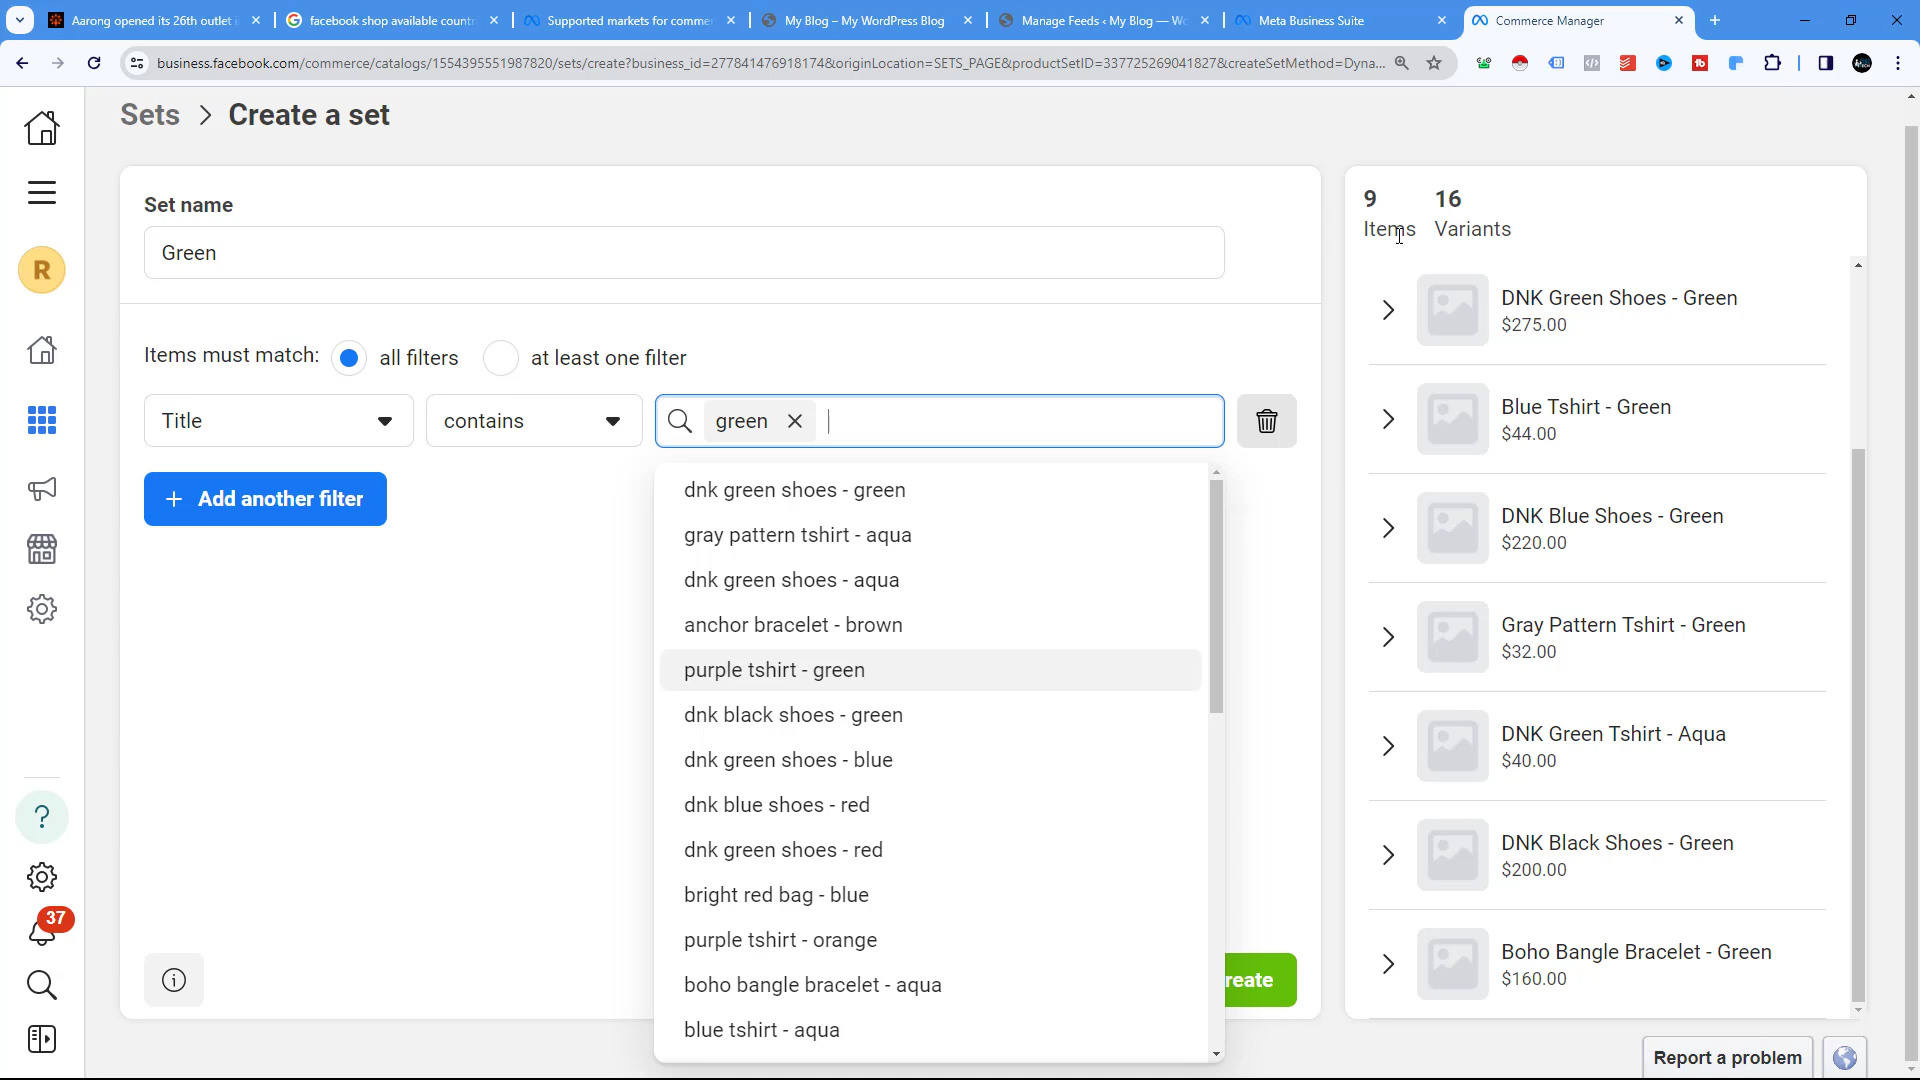 Aarong opened its 26th outlet i
facebook shop available countr
Supported markets for commer
My Blog – My WordPress Blog
Manage Feeds ‹ My Blog — Wo
Meta Business Suite
Commerce Manager
business.facebook.com/commerce/catalogs/1554395551987820/sets/create?business_id=277841476918174&originLocation=SETS_PAGE&productSetID=337725269041827&createSetMethod=Dyna...
Sets > Create a set
R
37
Set name
Green
Items must match:
all filters
at least one filter
Title
contains
green
+ Add another filter
dnk green shoes - green
gray pattern tshirt - aqua
dnk green shoes - aqua
anchor bracelet - brown
purple tshirt - green
dnk black shoes - green
dnk green shoes - blue
dnk blue shoes - red
dnk green shoes - red
bright red bag - blue
purple tshirt - orange
boho bangle bracelet - aqua
blue tshirt - aqua
reate
9 16
Items Variants
DNK Green Shoes - Green
$275.00
Blue Tshirt - Green
$44.00
DNK Blue Shoes - Green
$220.00
Gray Pattern Tshirt - Green
$32.00
DNK Green Tshirt - Aqua
$40.00
DNK Black Shoes - Green
$200.00
Boho Bangle Bracelet - Green
$160.00
Report a problem